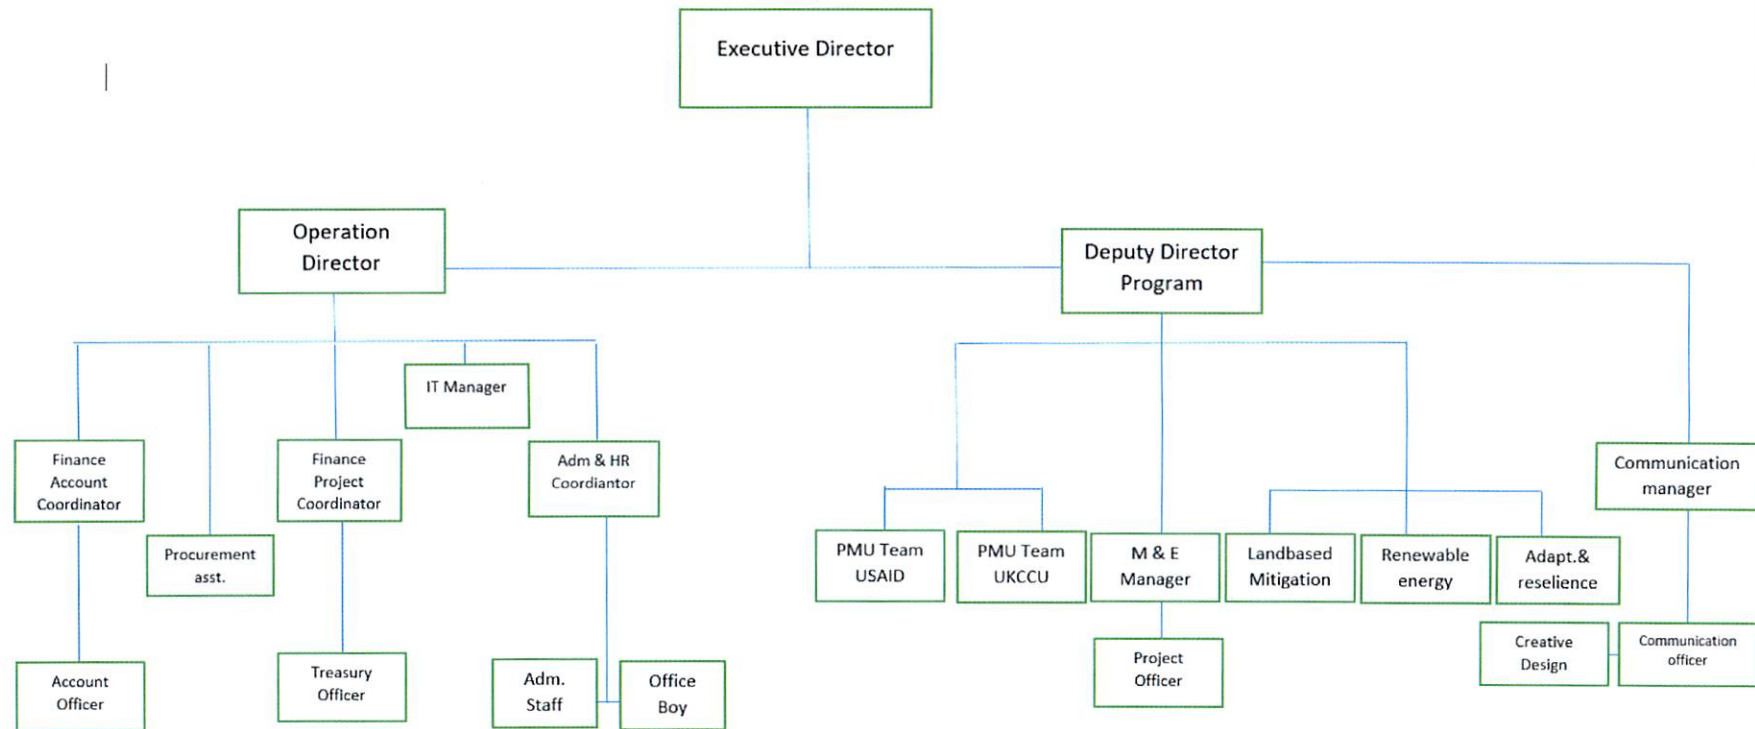 Executive Director
Operation
Director
Deputy Director
Program
IT Manager
Finance
Account
Coordinator
Finance
Project
Coordinator
Adm & HR
Coordiantor
Communication
manager
Procurement
asst.
PMU Team
USAID
PMU Team
UKCCU
M & E
Manager
Landbased
Mitigation
Renewable
energy
Adapt.&
reselience
Account
Officer
Treasury
Officer
Adm.
Staff
Office
Boy
Project
Officer
Creative
Design
Communication
officer